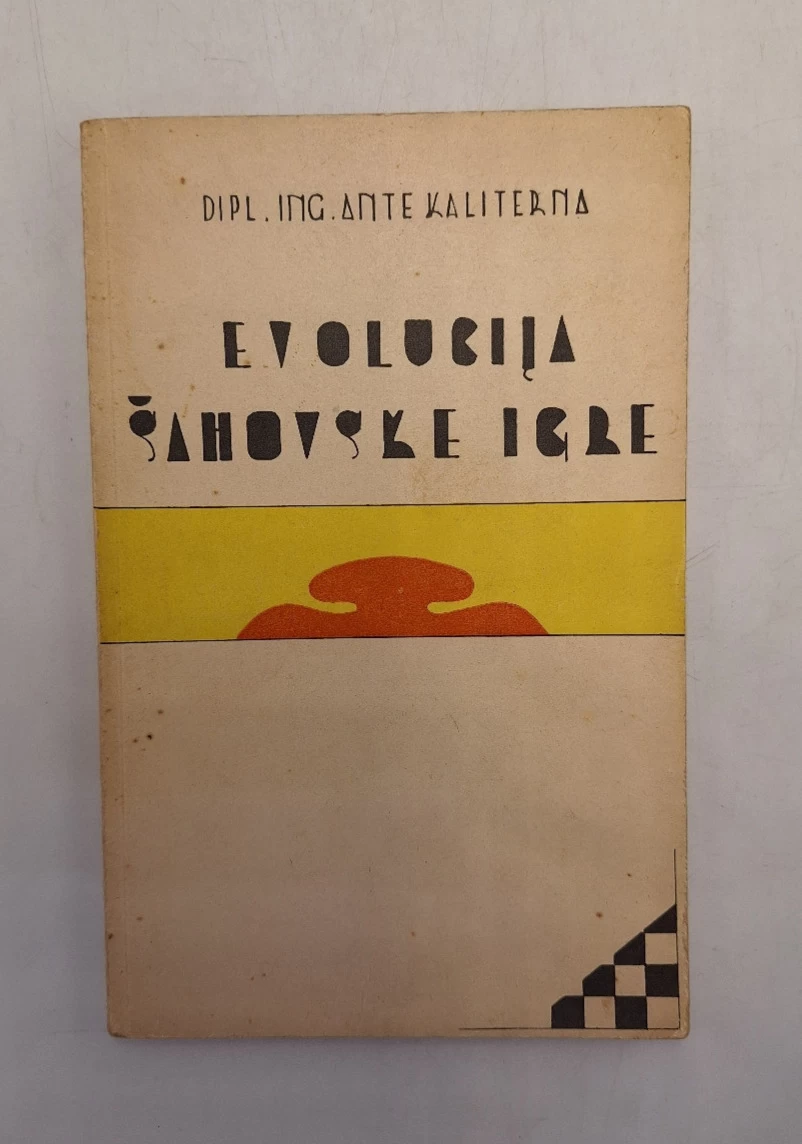 DIPL. ING. ANTE KALITERNA
EVOLUCIJA
ŠAHOVSKE IGRE